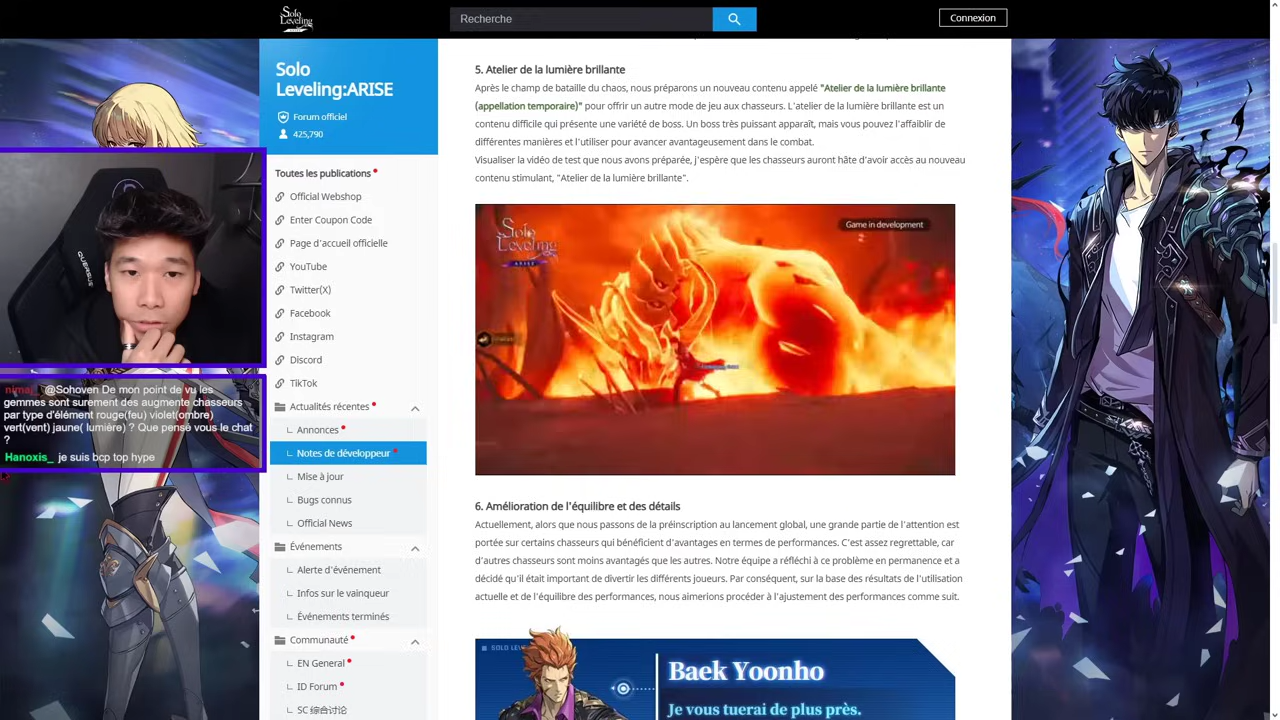 Solo
Leveling
ARISE
Recherche
Connexion
Solo
Leveling:ARISE
Forum officiel
425,790
Toutes les publications
Official Webshop
Enter Coupon Code
Page d'accueil officielle
YouTube
Twitter(X)
Facebook
Instagram
Discord
TikTok
Actualités récentes
Annonces
Notes de développeur
Mise à jour
Bugs connus
Official News
Événements
Alerte d'événement
Infos sur le vainqueur
Événements terminés
Communauté
EN General
ID Forum
SC 综合讨论
@Sohoven De mon point de vu les
gemmes sont surement des augmente chasseurs
par type d'élément rouge(feu) violet(ombre)
vert(vent) jaune( lumière) ? Que pensé vous le chat
?
Hanoxis_ je suis bcp top hype
5. Atelier de la lumière brillante
Après le champ de bataille du chaos, nous préparons un nouveau contenu appelé "Atelier de la lumière brillante
(appellation temporaire)" pour offrir un autre mode de jeu aux chasseurs. L'atelier de la lumière brillante est un
contenu difficile qui présente une variété de boss. Un boss très puissant apparaît, mais vous pouvez l'affaiblir de
différentes manières et l'utiliser pour avancer avantageusement dans le combat.
Visualiser la vidéo de test que nous avons préparée, j'espère que les chasseurs auront hâte d'avoir accès au nouveau
contenu stimulant, "Atelier de la lumière brillante".
Solo
Leveling
ARISE
Game in development
6. Amélioration de l'équilibre et des détails
Actuellement, alors que nous passons de la préinscription au lancement global, une grande partie de l'attention est
portée sur certains chasseurs qui bénéficient d'avantages en termes de performances. C'est assez regrettable, car
d'autres chasseurs sont moins avantagés que les autres. Notre équipe a réfléchi à ce problème en permanence et a
décidé qu'il était important de divertir les différents joueurs. Par conséquent, sur la base des résultats de l'utilisation
actuelle et de l'équilibre des performances, nous aimerions procéder à l'ajustement des performances comme suit.
Baek Yoonho
Je vous tuerai de plus près.